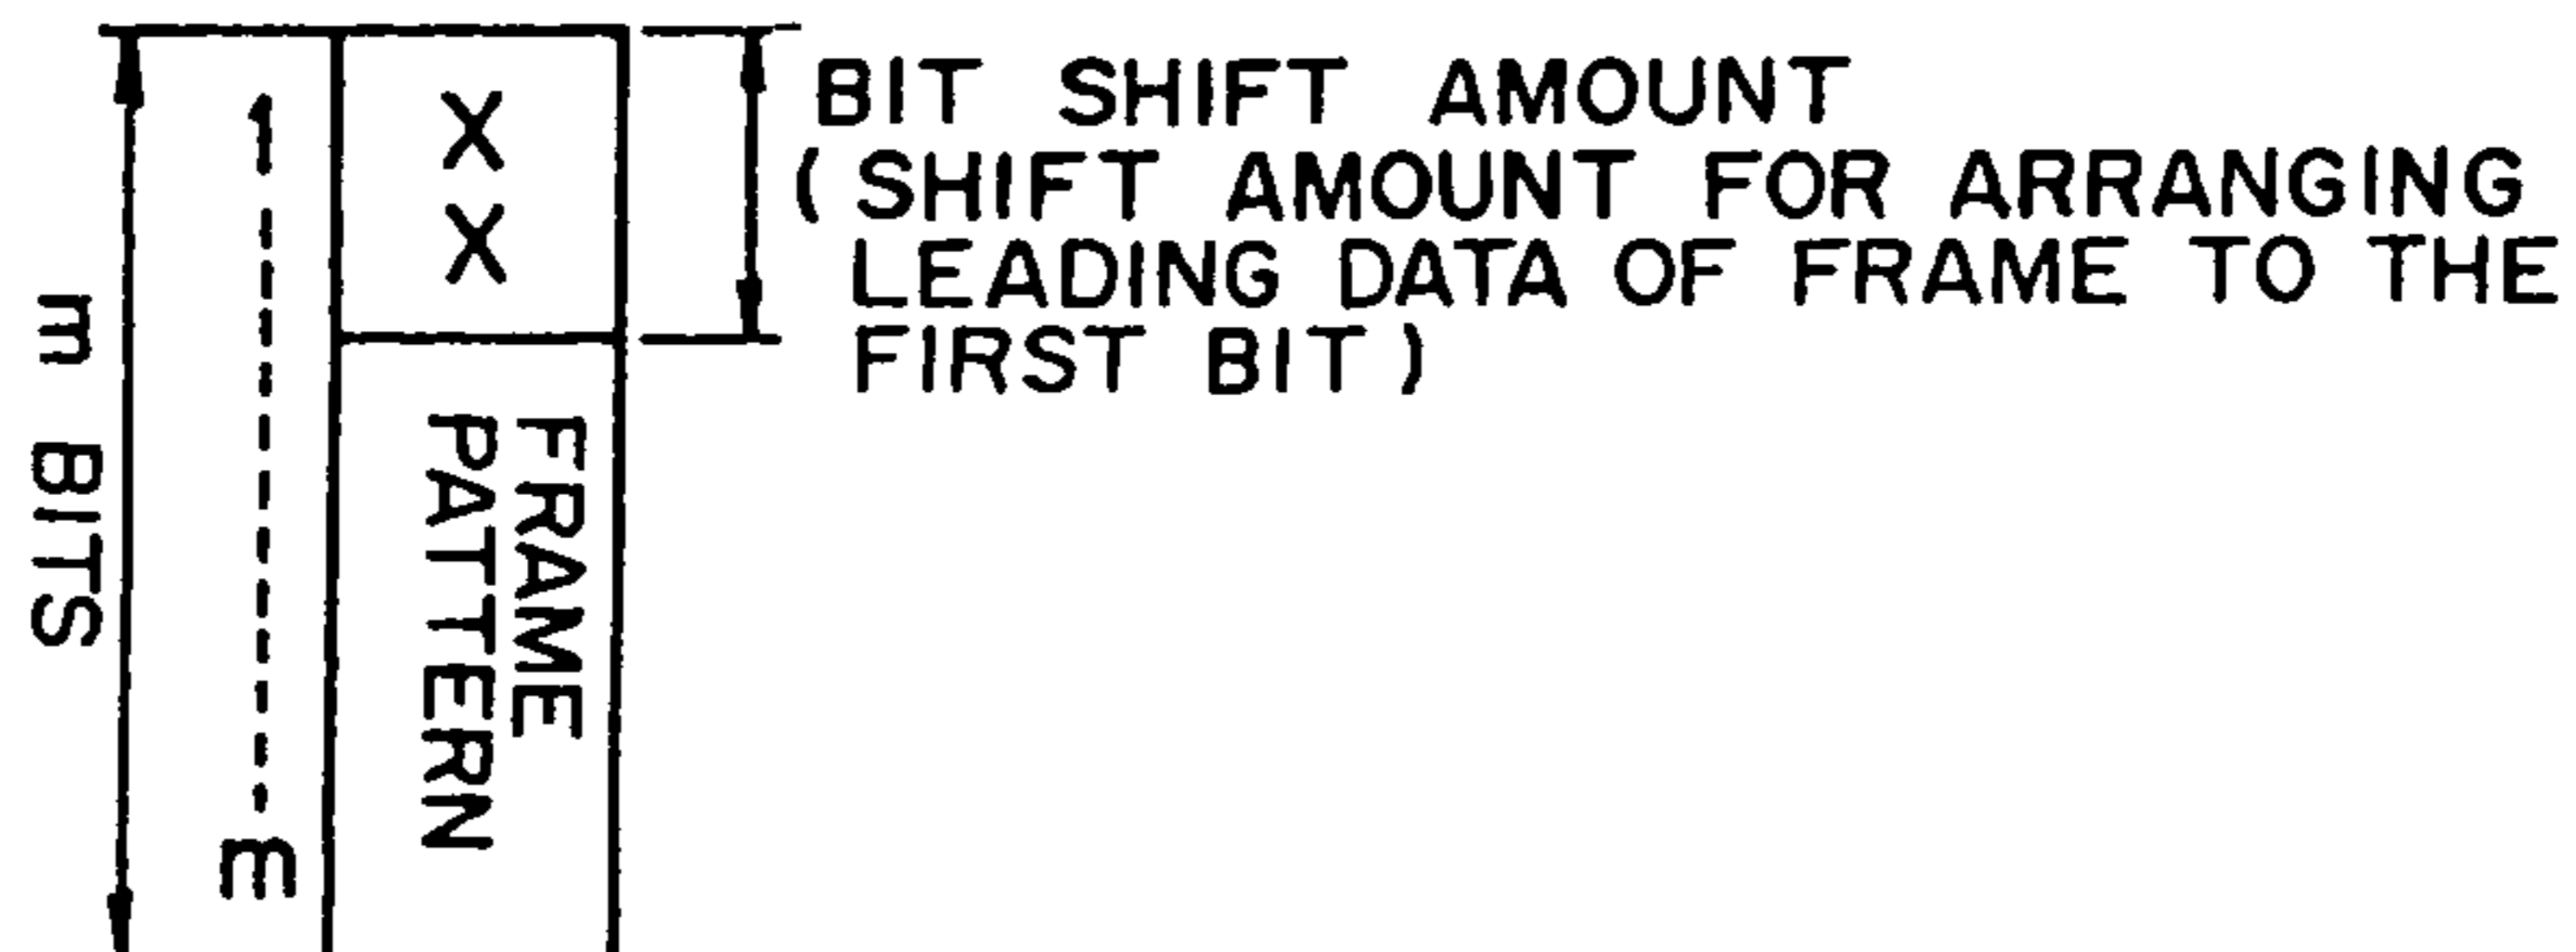 m BITS
1
m
X
X
FRAME
PATTERN
BIT SHIFT AMOUNT
(SHIFT AMOUNT FOR ARRANGING
LEADING DATA OF FRAME TO THE
FIRST BIT)